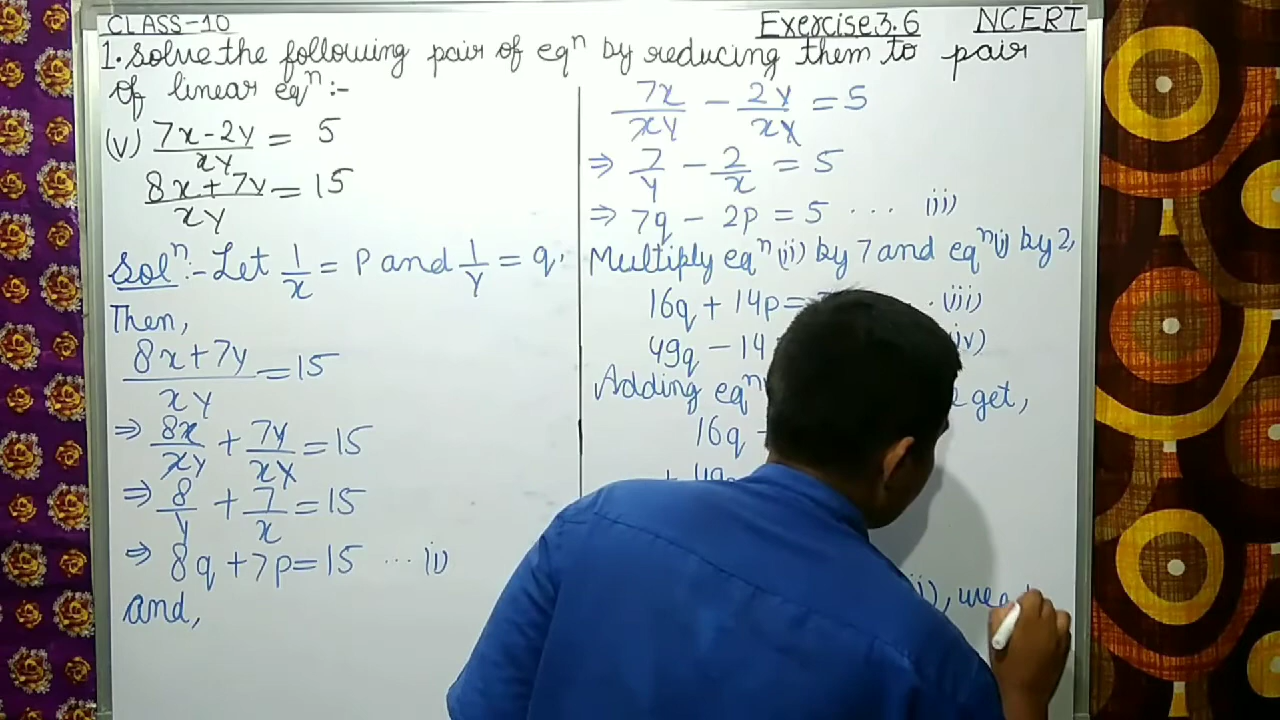 CLASS-10 Exercise 3.6 NCERT
1. Solve the following pair of eqⁿ by reducing them to pair
of linear eqⁿ :-
(v) 7x-2y/xy = 5
8x+7y/xy = 15
Solⁿ:- Let 1/x = p and 1/y = q.
Then,
8x+7y/xy = 15
⇒ 8x/xy + 7y/xy = 15
⇒ 8/y + 7/x = 15
⇒ 8q + 7p = 15 ... (i)
and,
7x/xy - 2y/xy = 5
⇒ 7/y - 2/x = 5
⇒ 7q - 2p = 5 ... (ii)
Multiply eqⁿ (ii) by 7 and eqⁿ (i) by 2,
16q + 14p = (iii)
49q - 14 iv)
Adding eqⁿ get,
16q
+ 49
), we